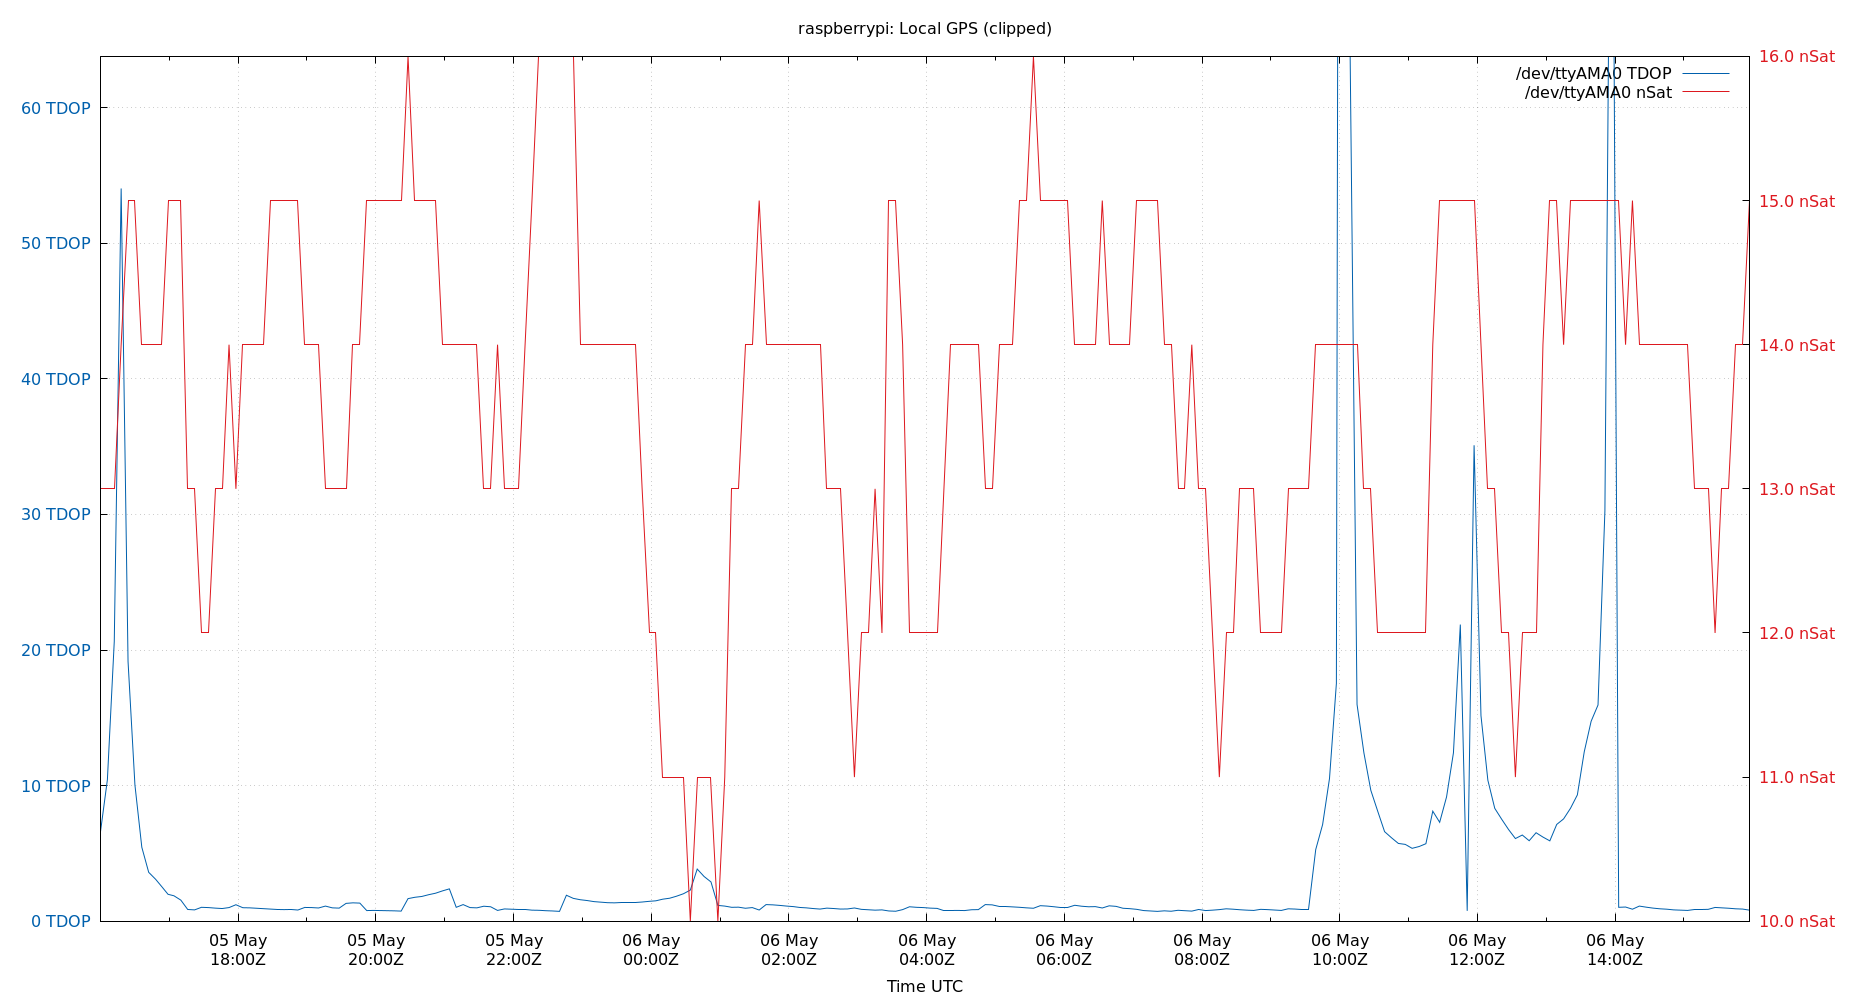 raspberrypi: Local GPS (clipped)
16.0 nSat
/dev/ttyAMA0 TDOP
/dev/ttyAMA0 nSat
60 TDOP
15.0 nSat
50 TDOP
14.0 nSat
40 TDOP
13.0 nSat
30 TDOP
12.0 nSat
20 TDOP
11.0 nSat
10 TDOP
0 TDOP
10.0 nSat
05 May 05 May 05 May 06 May 06 May 06 May 06 May 06 May 06 May 06 May 06 May
18:00Z 20:00Z 22:00Z 00:00Z 02:00Z 04:00Z 06:00Z 08:00Z 10:00Z 12:00Z 14:00Z
Time UTC